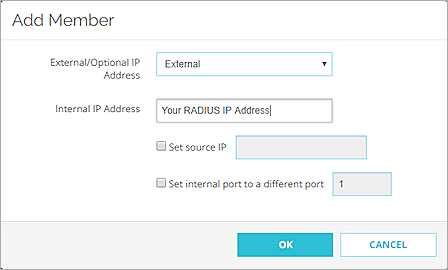 Add Member
External/Optional IP
Address
External
Internal IP Address
Your RADIUS IP Address
Set source IP
Set internal port to a different port
1
OK
CANCEL